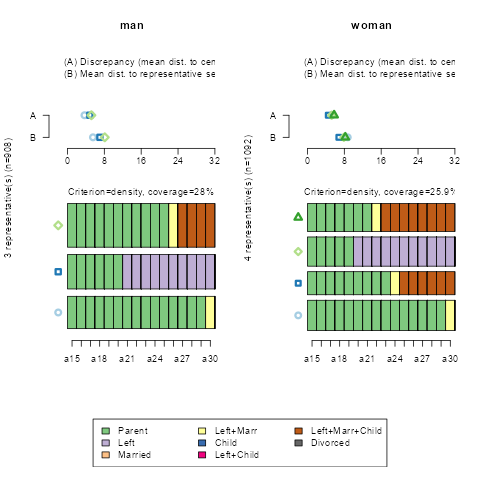 man
(A) Discrepancy (mean dist. to cen
(B) Mean dist. to representative se
A
B
0 8 16 24 32
3 representative(s) (n=908)
Criterion=density, coverage=28%
a15 a18 a21 a24 a27 a30
woman
(A) Discrepancy (mean dist. to cen
(B) Mean dist. to representative se
A
B
0 8 16 24 32
4 representative(s) (n=1092)
Criterion=density, coverage=25.9%
a15 a18 a21 a24 a27 a30
Parent
Left
Married
Left+Marr
Child
Left+Child
Left+Marr+Child
Divorced